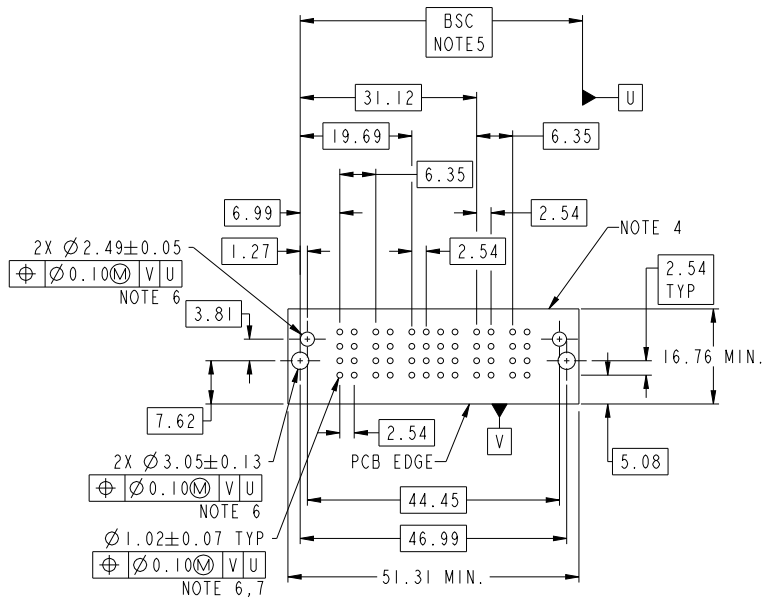 BSC
NOTE5
31.12
U
19.69
6.35
6.35
6.99
2.54
2X Ø2.49±0.05
1.27
2.54
NOTE 4
⌖ Ø0.10Ⓜ V U
NOTE 6
2.54
TYP
3.81
16.76 MIN.
7.62
2.54
V
2X Ø3.05±0.13
PCB EDGE
5.08
⌖ Ø0.10Ⓜ V U
NOTE 6
44.45
Ø1.02±0.07 TYP
46.99
⌖ Ø0.10Ⓜ V U
NOTE 6,7
51.31 MIN.